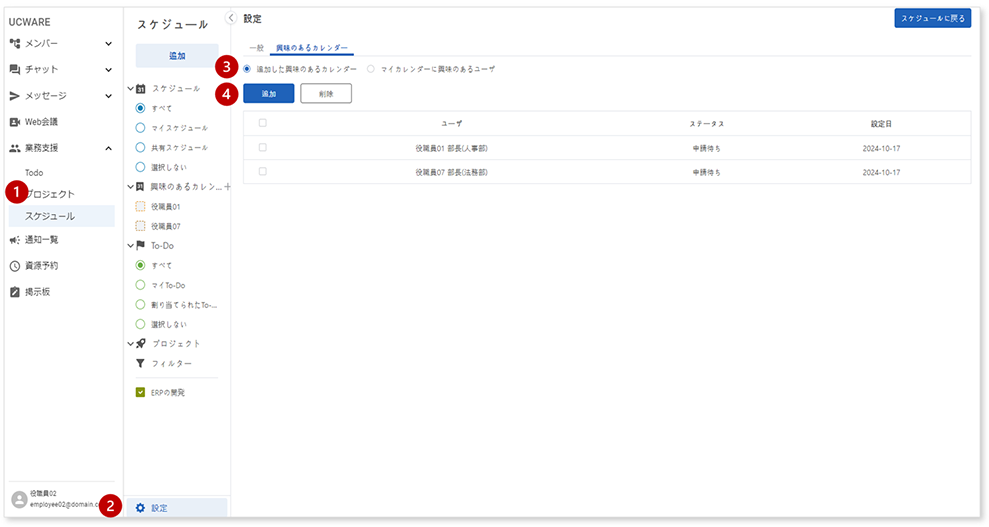 UCWARE
メンバー
チャット
メッセージ
Web会議
業務支援
Todo
1
プロジェクト
スケジュール
通知一覧
資源予約
掲示板
役職員02
employee02@domain.c
2
スケジュール
追加
スケジュール
すべて
マイスケジュール
共有スケジュール
選択しない
興味のあるカレン...
役職員01
役職員07
To-Do
すべて
マイTo-Do
割り当てられたTo-...
選択しない
プロジェクト
フィルター
ERPの開発
設定
設定
スケジュールに戻る
一般 興味のあるカレンダー
3 追加した興味のあるカレンダー マイカレンダーに興味のあるユーザ
4 追加 削除
ユーザ ステータス 設定日
役職員01 部長(人事部) 申請待ち 2024-10-17
役職員07 部長(法務部) 申請待ち 2024-10-17